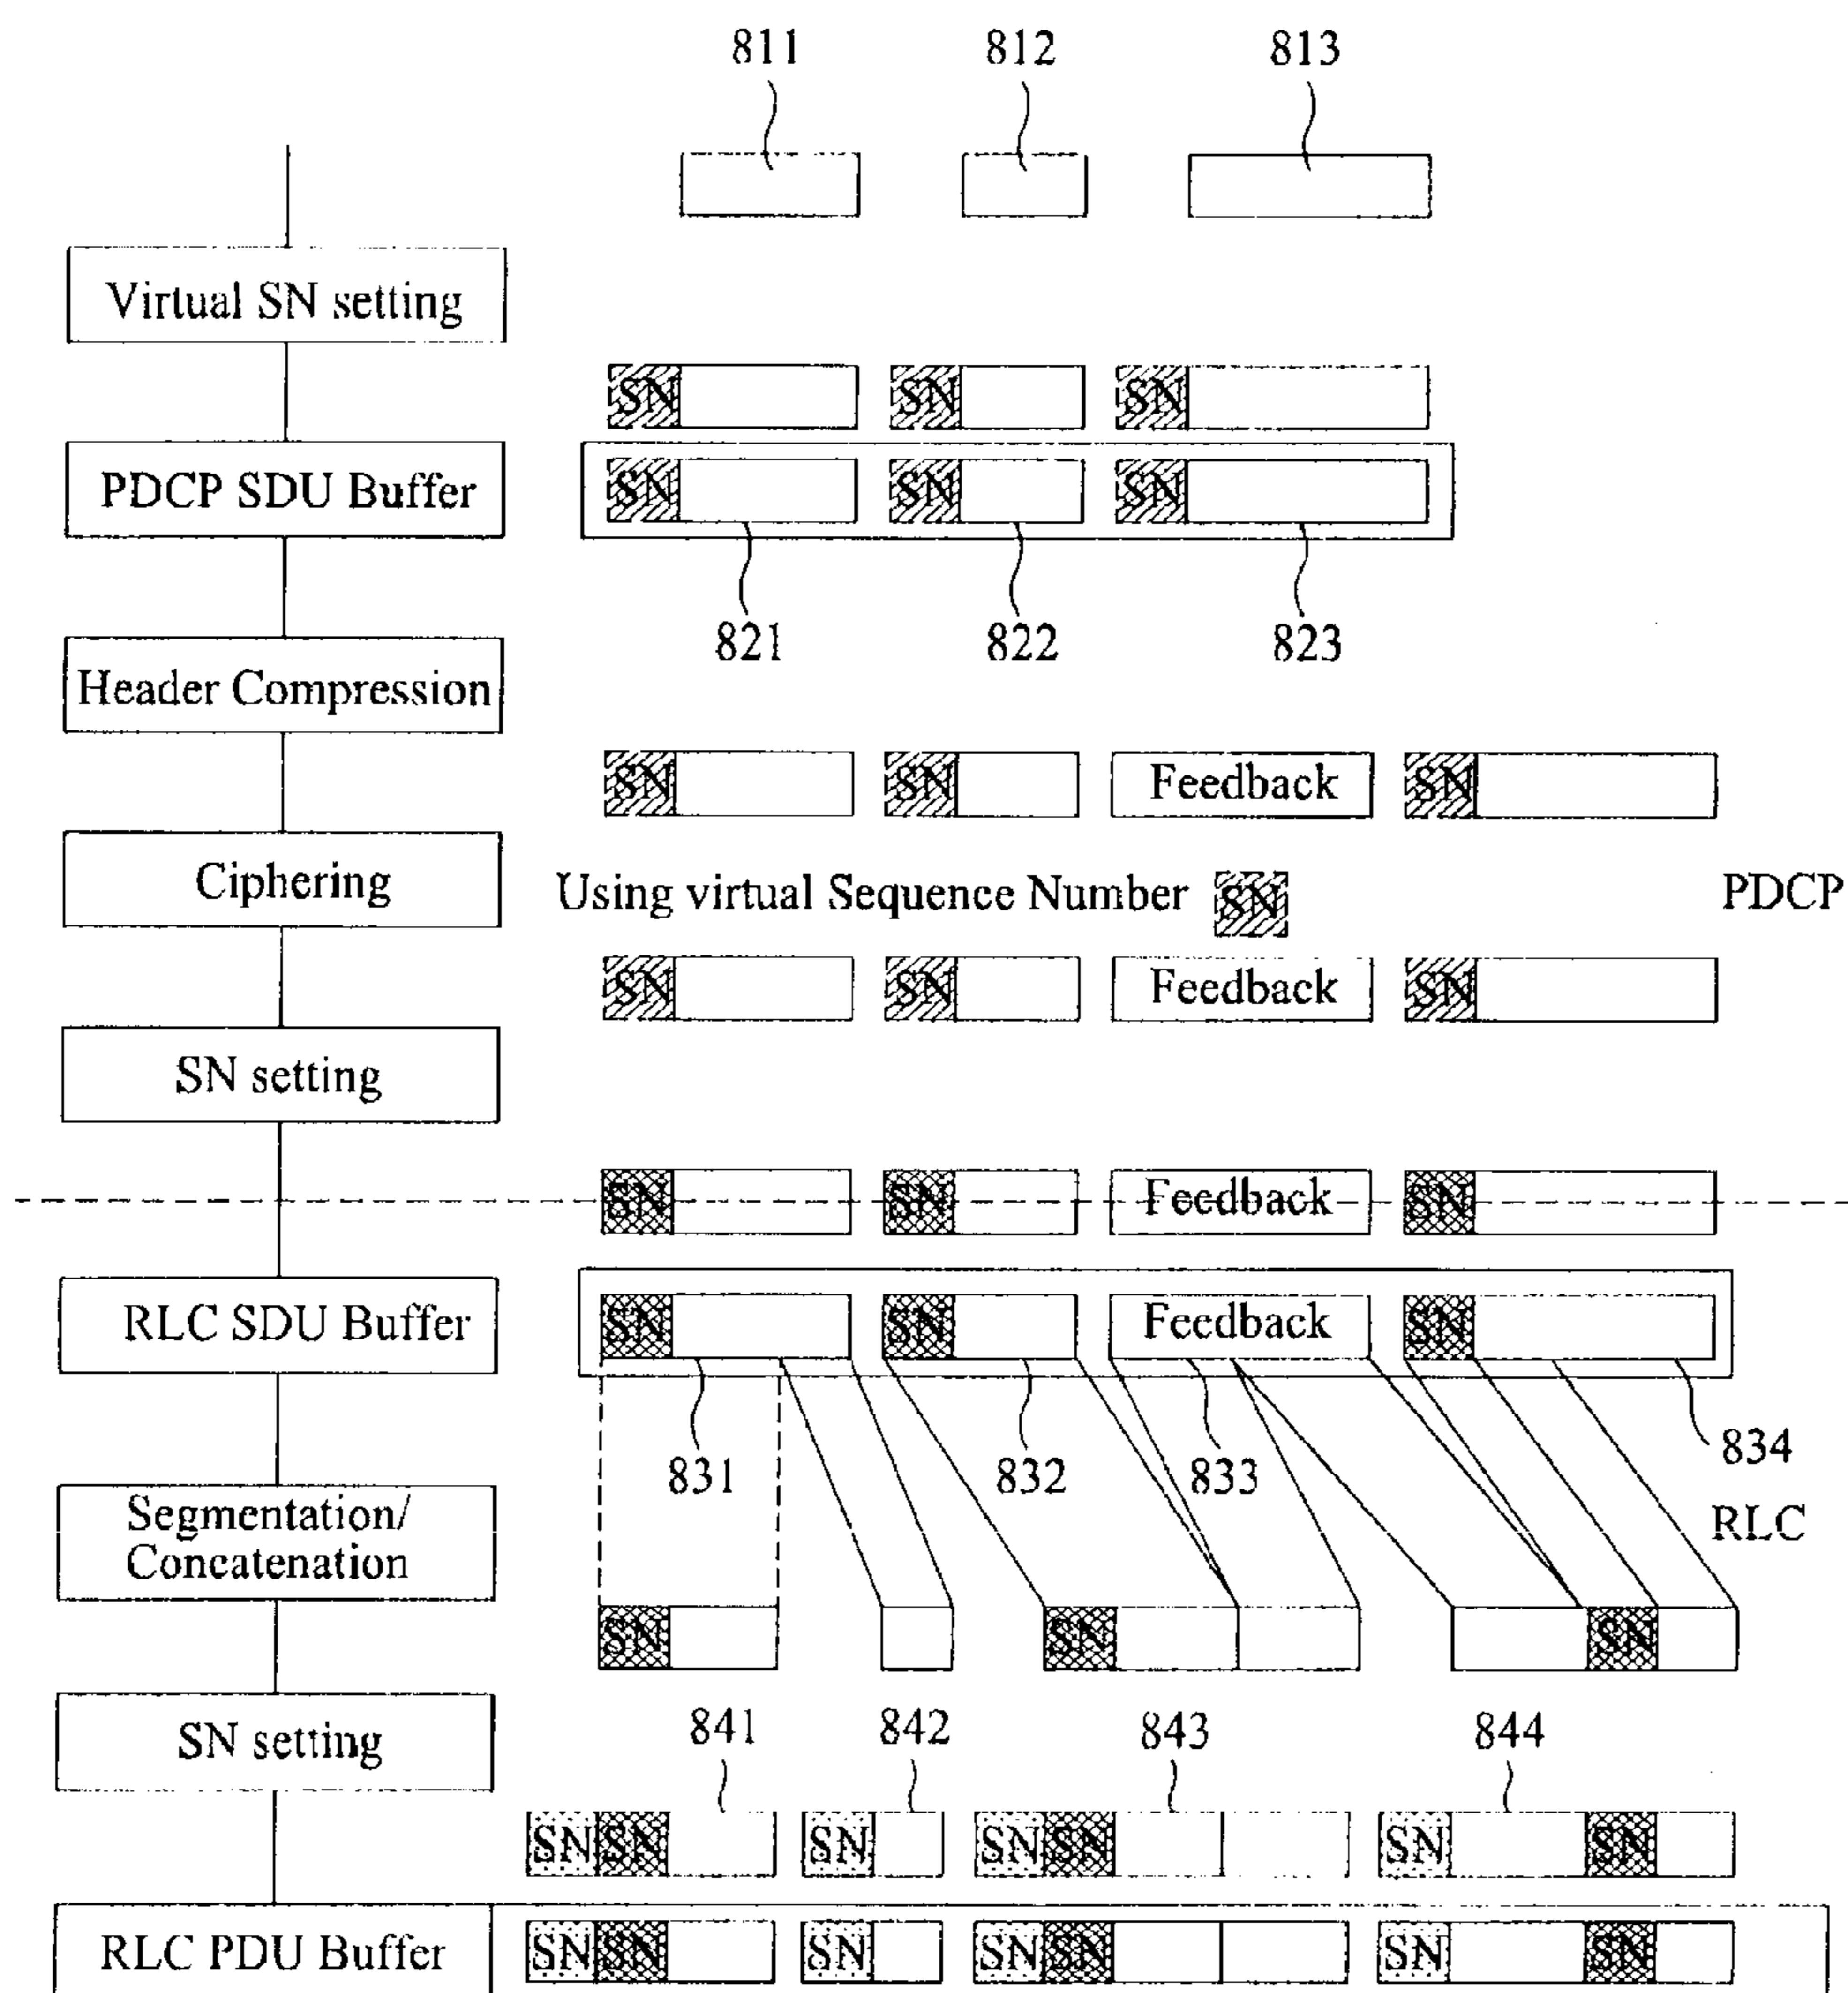 811 812 813
Virtual SN setting
SN SN SN
PDCP SDU Buffer
SN SN SN
821 822 823
Header Compression
SN SN Feedback SN
Ciphering
Using virtual Sequence Number SN
PDCP
SN SN Feedback SN
SN setting
SN SN Feedback SN
RLC SDU Buffer
SN SN Feedback SN
831 832 833 834
RLC
Segmentation/
Concatenation
SN SN SN
SN setting
841 842 843 844
SN SN SN SN SN SN SN
RLC PDU Buffer
SN SN SN SN SN SN SN